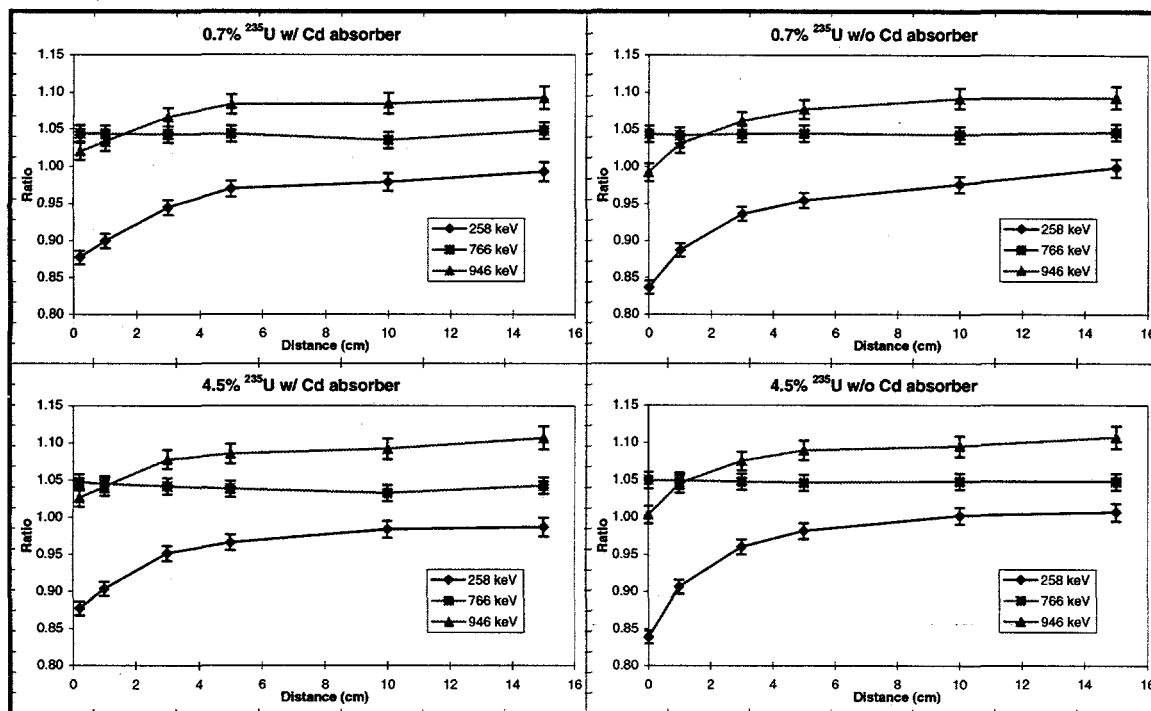 0.7% ²³⁵U w/ Cd absorber
1.15
1.10
1.05
1.00
0.95
0.90
0.85
0.80
Ratio
258 keV
766 keV
946 keV
0 2 4 6 8 10 12 14 16
Distance (cm)
0.7% ²³⁵U w/o Cd absorber
1.15
1.10
1.05
1.00
0.95
0.90
0.85
0.80
Ratio
258 keV
766 keV
946 keV
0 2 4 6 8 10 12 14 16
Distance (cm)
4.5% ²³⁵U w/ Cd absorber
1.15
1.10
1.05
1.00
0.95
0.90
0.85
0.80
Ratio
258 keV
766 keV
946 keV
0 2 4 6 8 10 12 14 16
Distance (cm)
4.5% ²³⁵U w/o Cd absorber
1.15
1.10
1.05
1.00
0.95
0.90
0.85
0.80
Ratio
258 keV
766 keV
946 keV
0 2 4 6 8 10 12 14 16
Distance (cm)